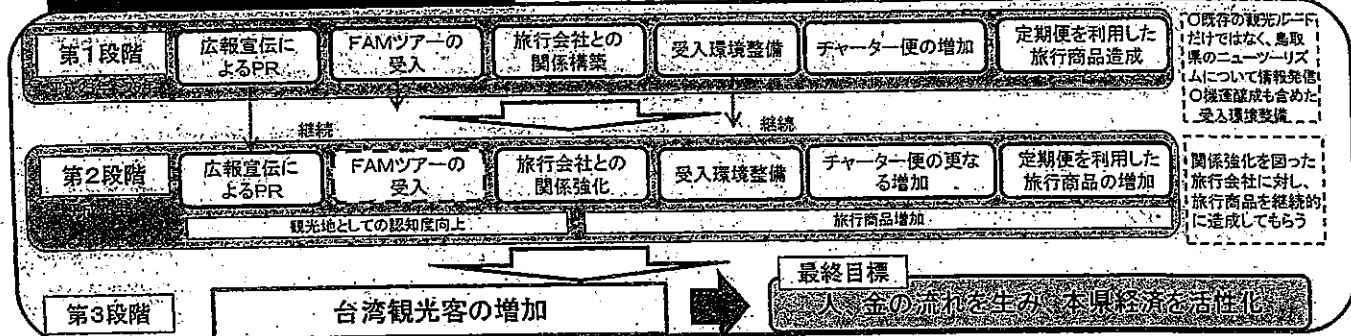 第1段階
広報宣伝に
よるPR
FAMツアーの
受入
旅行会社との
関係構築
受入環境整備
チャーター便の増加
定期便を利用した
旅行商品造成
○既存の観光ルート
だけではなく、鳥取
県のニューツーリズ
ムについて情報発信
○機運醸成も含めた
受入環境整備
継続
継続
第2段階
広報宣伝に
よるPR
FAMツアーの
受入
旅行会社との
関係強化
受入環境整備
チャーター便の更な
る増加
定期便を利用した
旅行商品の増加
観光地としての認知度向上
旅行商品増加
関係強化を図った
旅行会社に対し、
旅行商品を継続的
に造成してもらう
第3段階
台湾観光客の増加
最終目標
人、金の流れを生み、本県経済を活性化